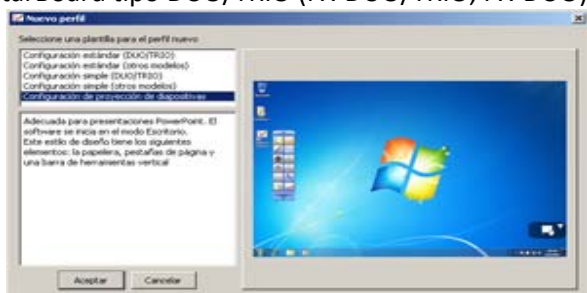 Nuevo perfil
Seleccione una plantilla para el perfil nuevo
Configuración estándar (DUO/TRIO)
Configuración estándar (otros modelos)
Configuración simple (DUO/TRIO)
Configuración simple (otros modelos)
Configuración de proyección de diapositivas
Adecuada para presentaciones PowerPoint. El
software se inicia en el modo Escritorio.
Este estilo de diseño tiene los siguientes
elementos: la papelera, pestañas de página y
una barra de herramientas vertical
Aceptar Cancelar